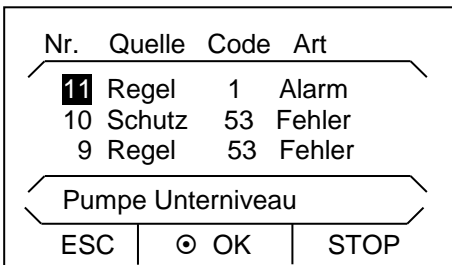 Nr. Quelle Code Art
11 Regel 1 Alarm
10 Schutz 53 Fehler
9 Regel 53 Fehler
Pumpe Unterniveau
ESC ⊙ OK STOP